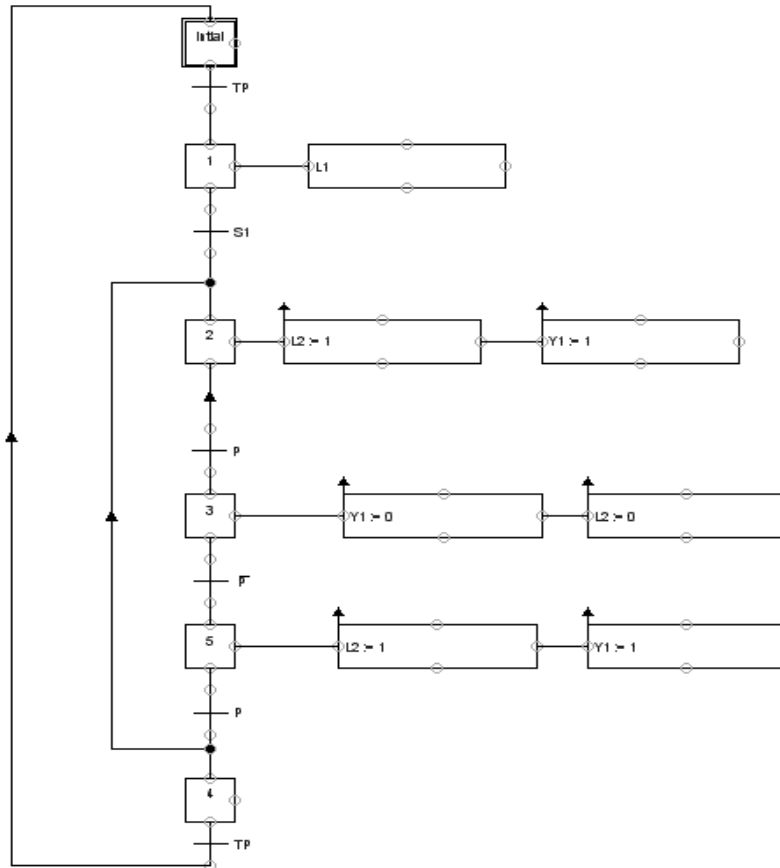 Initial
TP
1
L1
S1
2
L2 := 1
Y1 := 1
P
3
Y1 := 0
L2 := 0
P̅
5
L2 := 1
Y1 := 1
P
4
TP